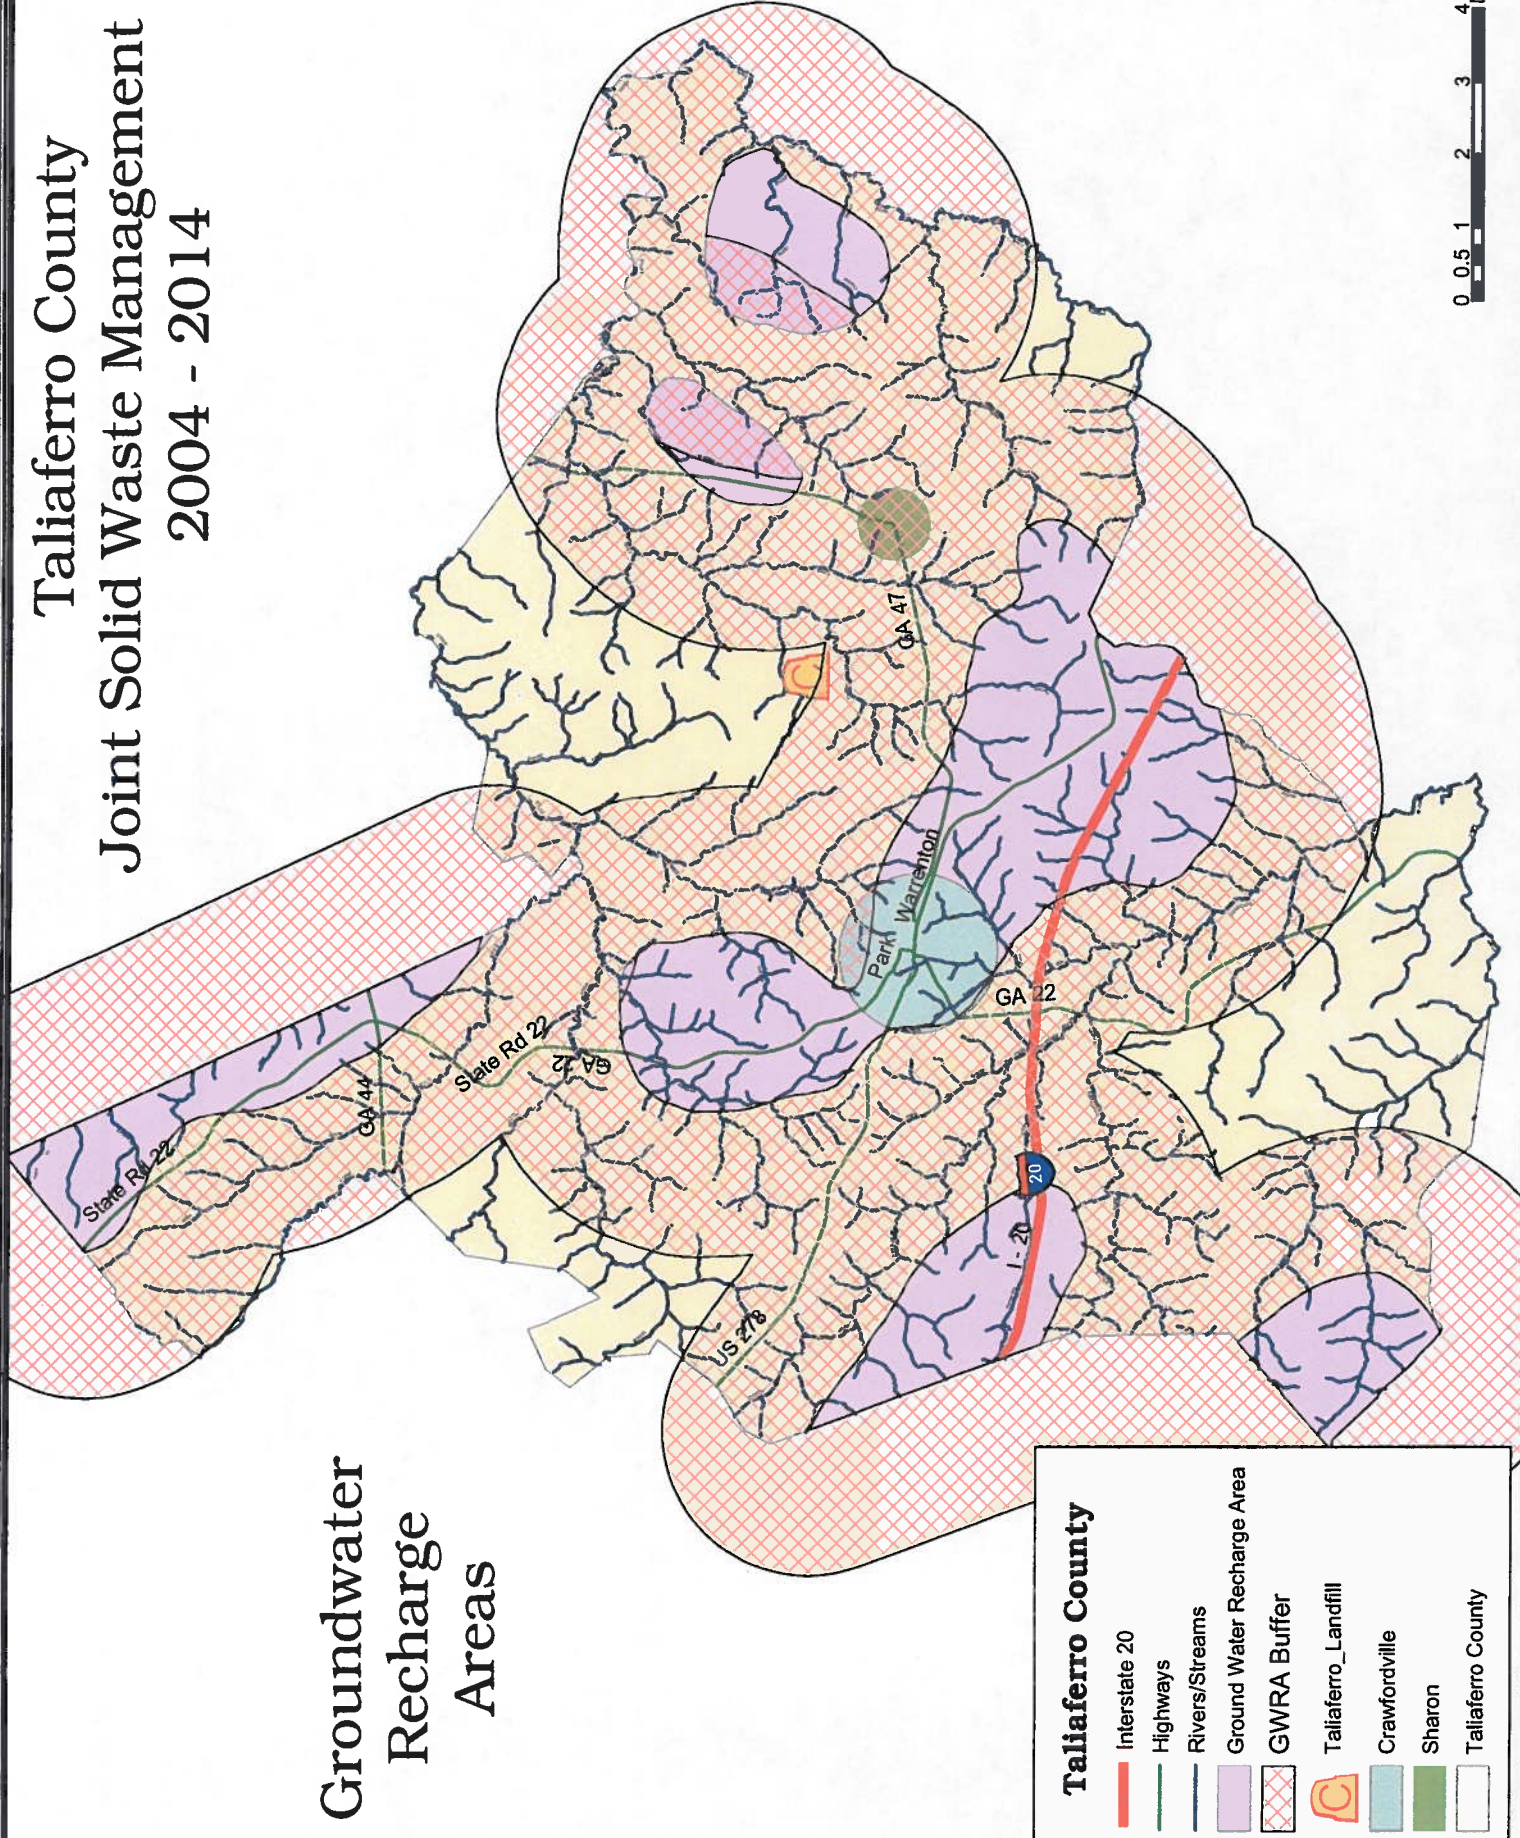 Taliaferro County
Joint Solid Waste Management
2004 - 2014
Groundwater
Recharge
Areas
State Rd 22
GA 44
State Rd 22
GA 22
US 278
Park
Warrenton
GA 47
GA 22
I - 20
20
C
Taliaferro County
Interstate 20
Highways
Rivers/Streams
Ground Water Recharge Area
GWRA Buffer
C
Taliaferro_Landfill
Crawfordville
Sharon
Taliaferro County
0 0.5 1 2 3 4